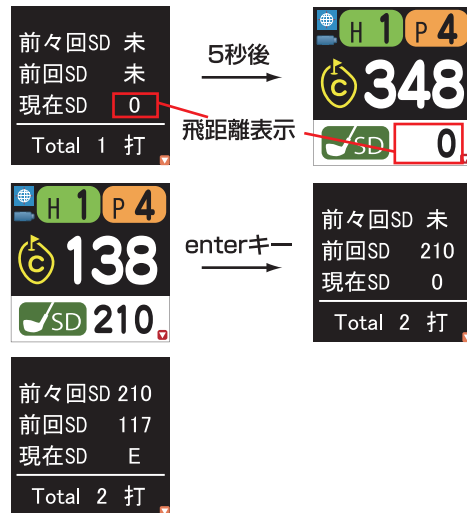 前々回SD 未
前回SD 未
現在SD 0
Total 1 打
5秒後
H 1 P 4
C 348
SD 0
飛距離表示
H 1 P 4
C 138
SD 210
enterキー
前々回SD 未
前回SD 210
現在SD 0
Total 2 打
前々回SD 210
前回SD 117
現在SD E
Total 2 打